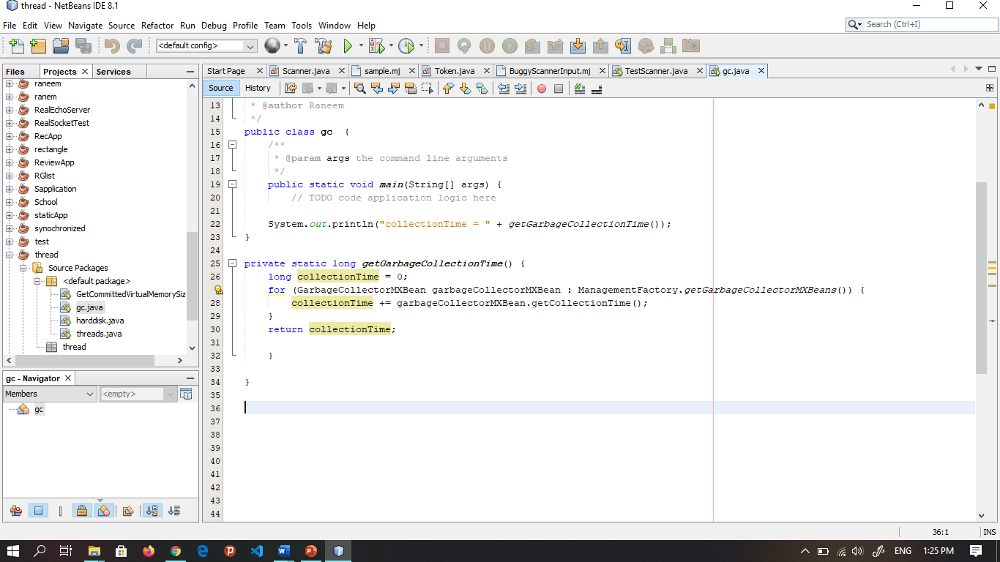 thread - NetBeans IDE 8.1
File Edit View Navigate Source Refactor Run Debug Profile Team Tools Window Help
Search (Ctrl+I)
<default config>
Files Projects Services
raneem
ranem
RealEchoServer
RealSocketTest
RecApp
rectangle
ReviewApp
RGlist
Sapplication
School
staticApp
synochronized
test
thread
Source Packages
<default package>
GetCommittedVirtualMemorySiz
gc.java
harddisk.java
threads.java
thread
gc - Navigator
Members <empty>
gc
Start Page Scanner.java sample.mj Token.java BuggyScannerInput.mj TestScanner.java gc.java
Source History
13 * @author Raneem
14 */
15 public class gc {
16 /**
17 * @param args the command line arguments
18 */
19 public static void main(String[] args) {
20 // TODO code application logic here
21
22 System.out.println("collectionTime = " + getGarbageCollectionTime());
23 }
24
25 private static long getGarbageCollectionTime() {
26 long collectionTime = 0;
for (GarbageCollectorMXBean garbageCollectorMXBean : ManagementFactory.getGarbageCollectorMXBeans()) {
28 collectionTime += garbageCollectorMXBean.getCollectionTime();
29 }
30 return collectionTime;
31
32 }
33
34 }
35
36
37
38
39
40
41
42
43
44
36:1 INS
ENG 1:25 PM